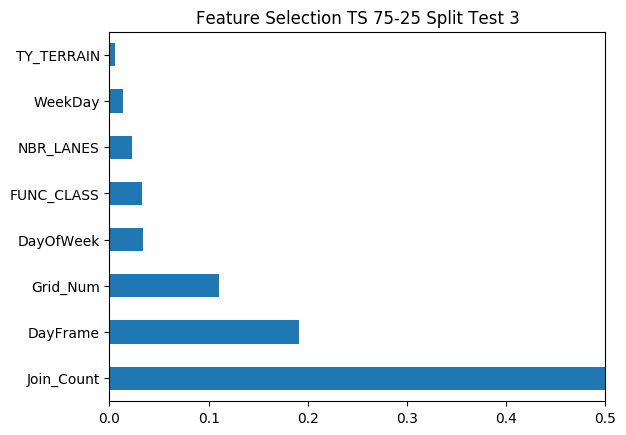 Feature Selection TS 75-25 Split Test 3
TY_TERRAIN
WeekDay
NBR_LANES
FUNC_CLASS
DayOfWeek
Grid_Num
DayFrame
Join_Count
0.0 0.1 0.2 0.3 0.4 0.5